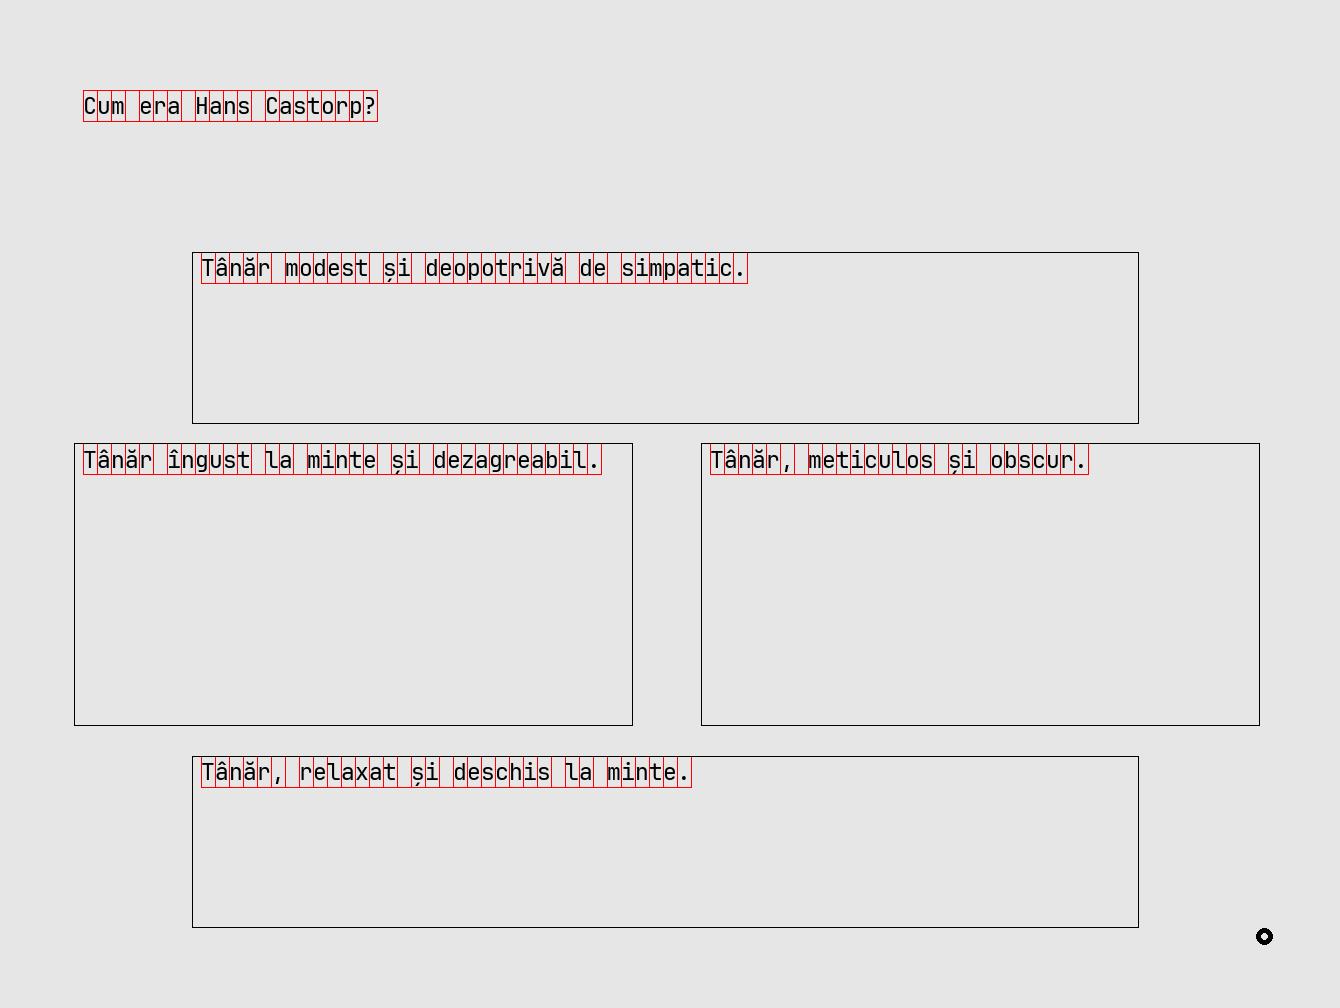 Cum era Hans Castorp?
Tânăr modest și deopotrivă de simpatic.
Tânăr îngust la minte și dezagreabil.
Tânăr, meticulos și obscur.
Tânăr, relaxat și deschis la minte.